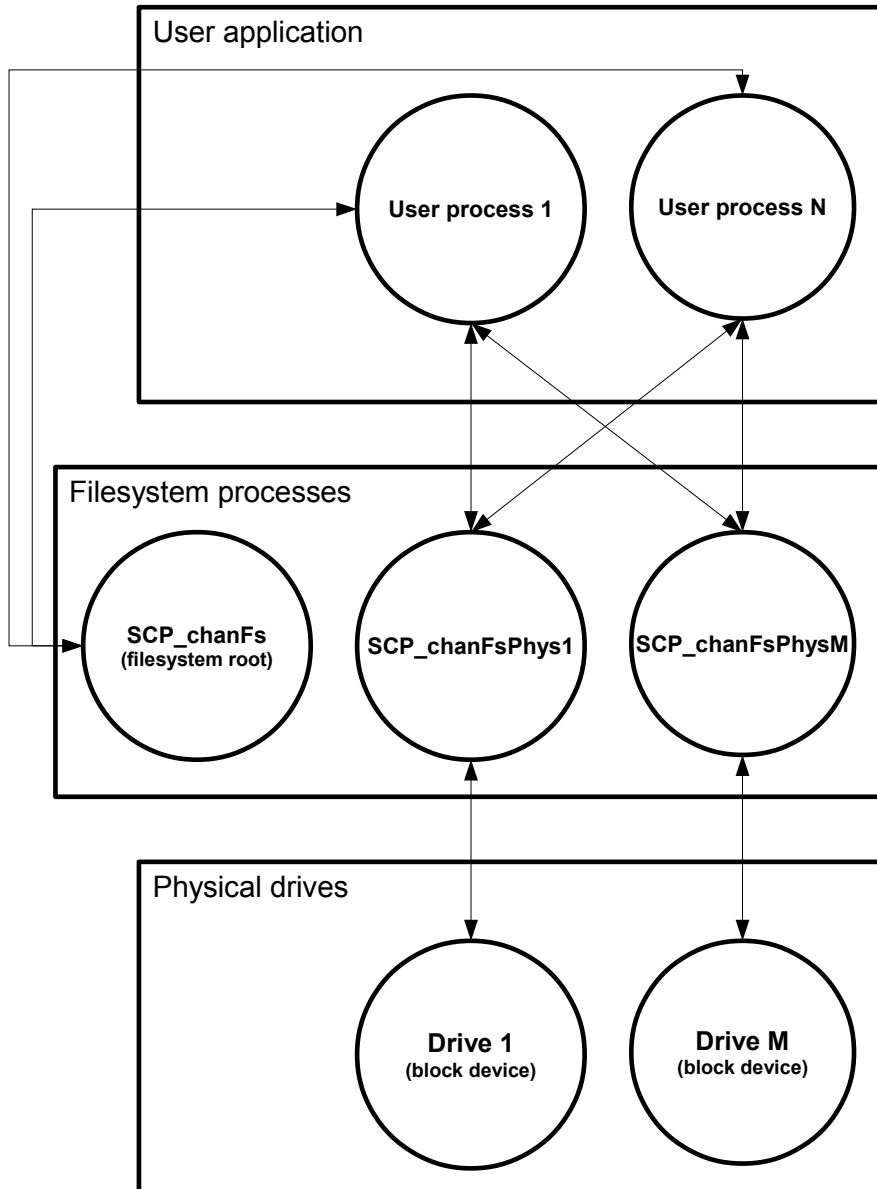 User application
User process 1
User process N
Filesystem processes
SCP_chanFs
(filesystem root)
SCP_chanFsPhys1
SCP_chanFsPhysM
Physical drives
Drive 1
(block device)
Drive M
(block device)